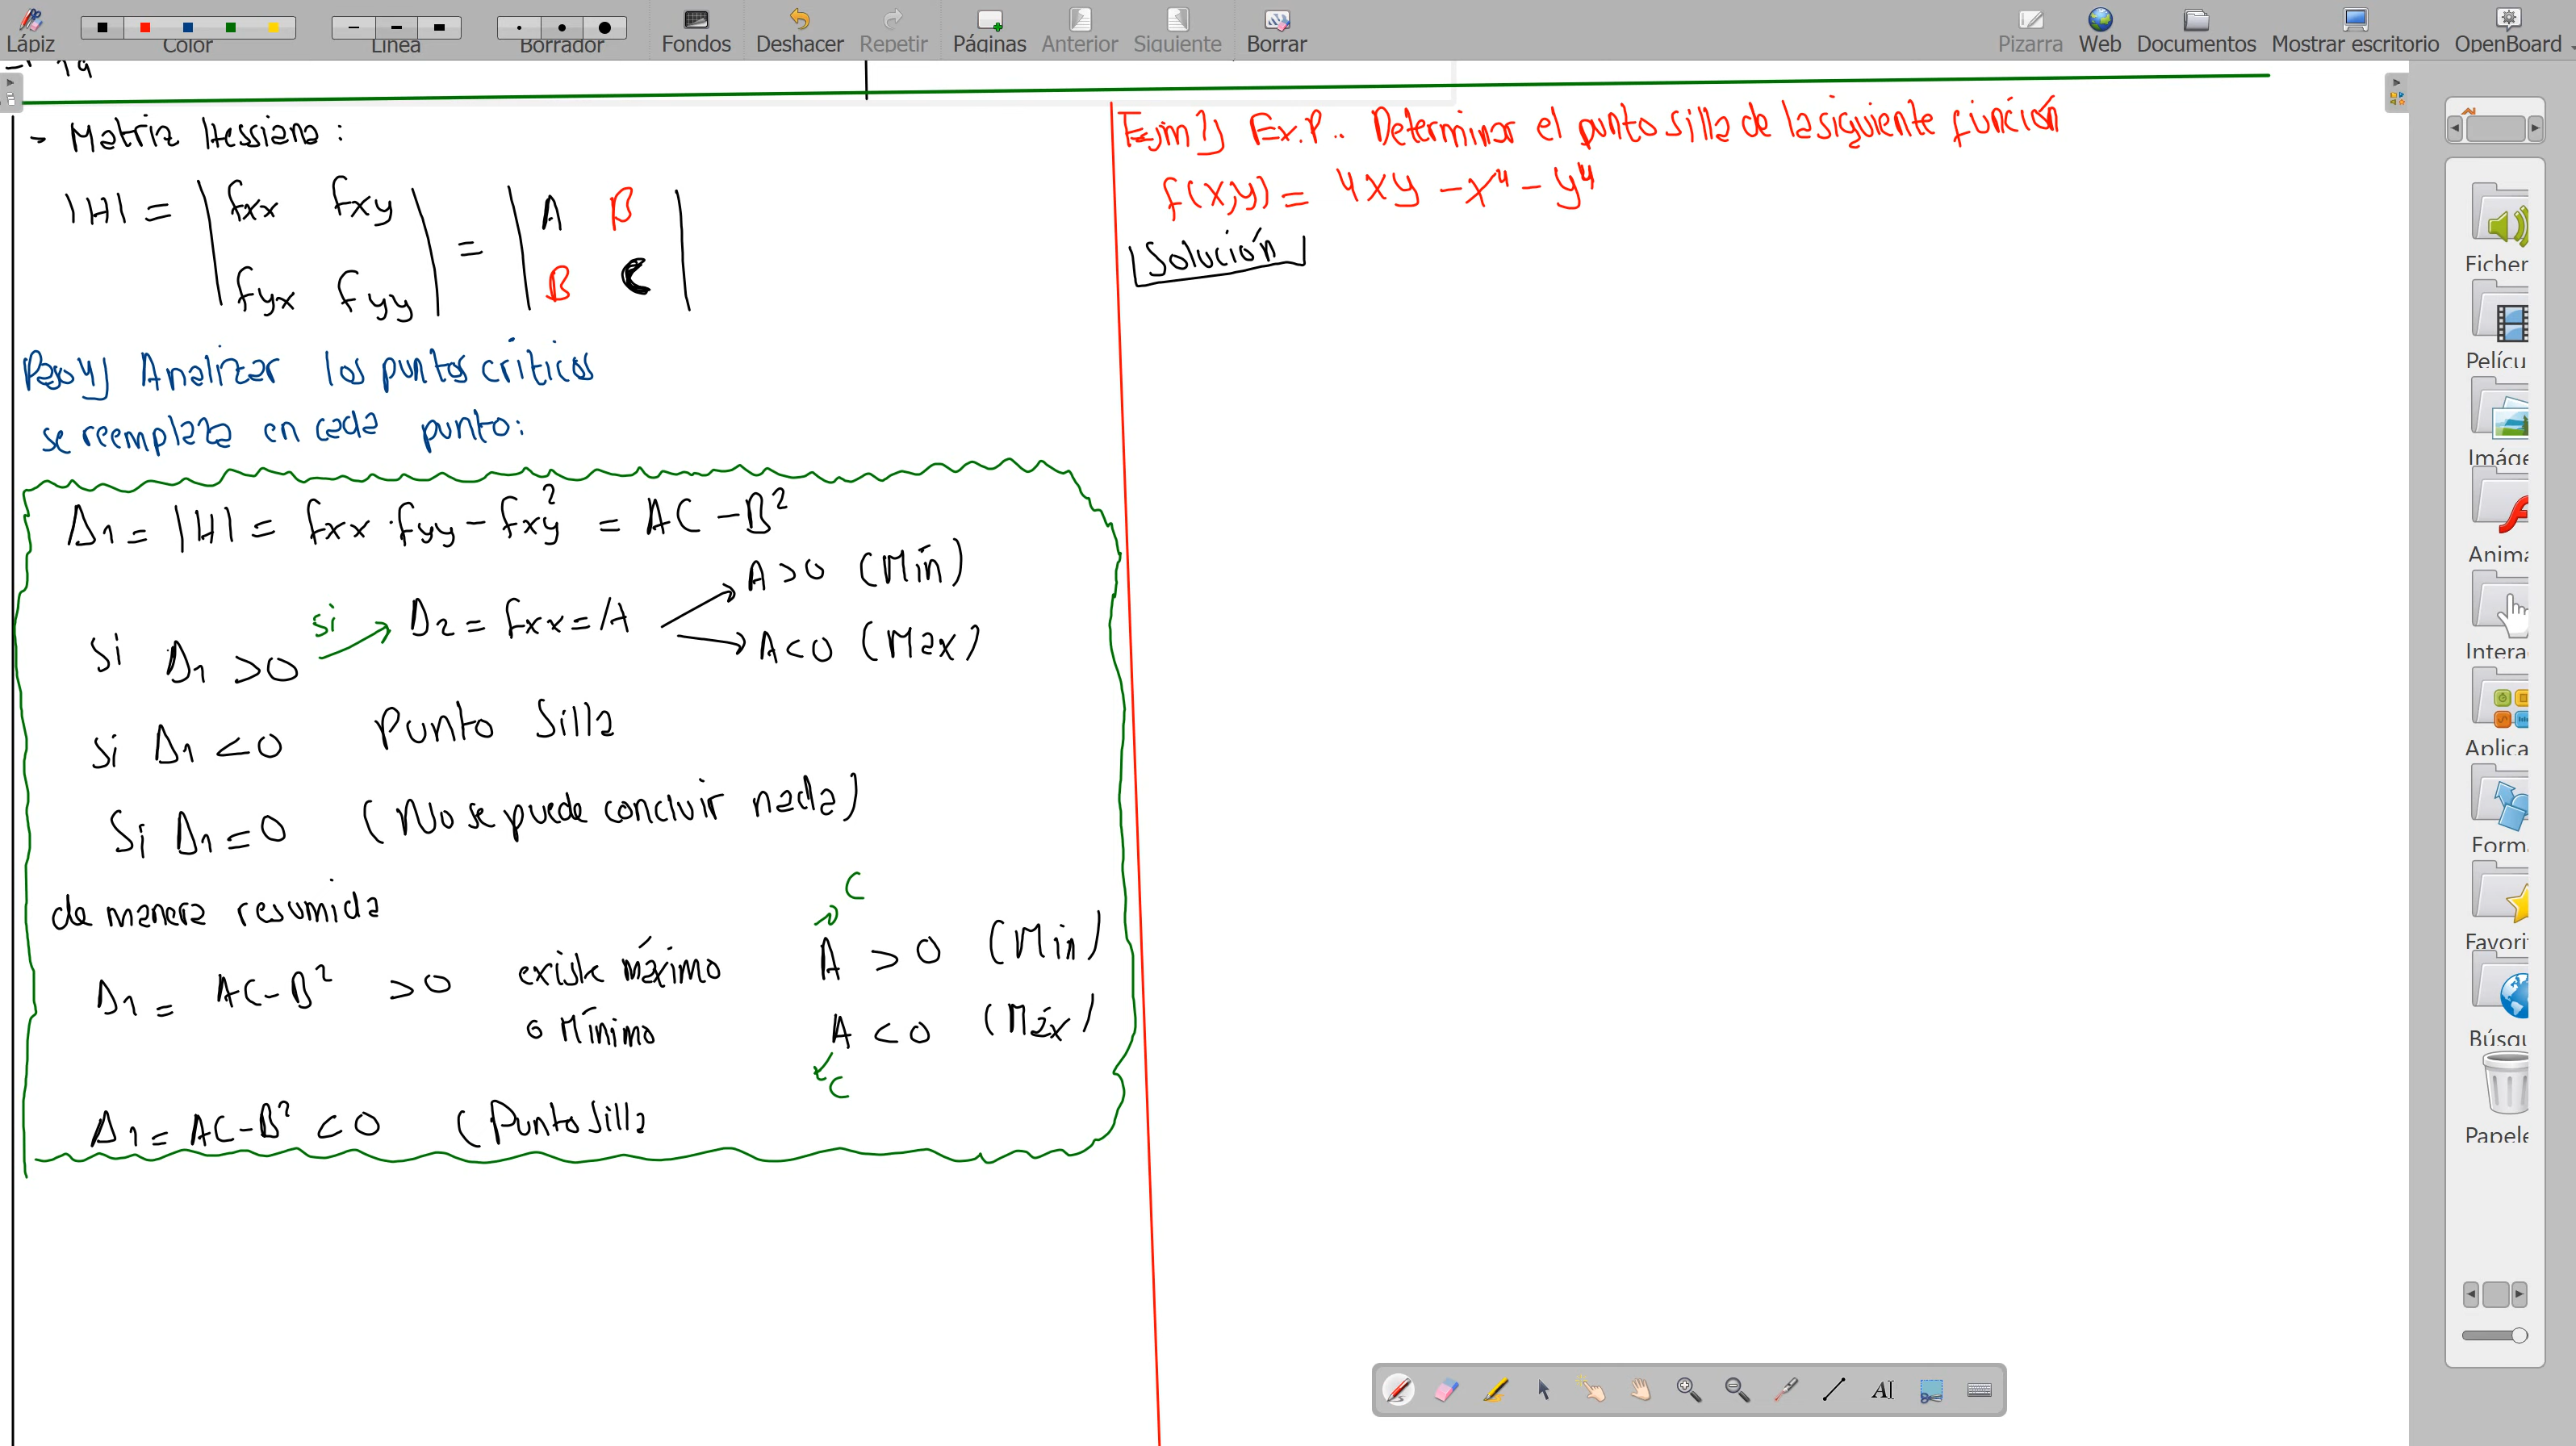 Lápiz Color Línea Borrador Fondos Deshacer Repetir Páginas Anterior Siguiente Borrar Pizarra Web Documentos Mostrar escritorio OpenBoard
- Matriz Hessiana:
|H| = | fxx fxy | = | A B |
| fyx fyy | | B C |
Paso 4) Analizar los puntos críticos
se reemplaza en cada punto:
Δ1 = |H| = fxx · fyy - fxy² = AC - B²
si Δ1 > 0 si → Δ2 = fxx = A → A > 0 (Mín)
→ A < 0 (Max)
si Δ1 < 0 Punto Silla
Si Δ1 = 0 (No se puede concluir nada)
de manera resumida
Δ1 = AC - B² > 0 existe máximo A > 0 (Min)
C
o Mínimo A < 0 (Máx)
C
Δ1 = AC - B² < 0 (Punto Silla
Ejm 1) Ex.P.. Determinar el punto silla de la siguiente función
f(x,y) = 4xy - x⁴ - y⁴
Solución
Ficher
Pelícu
Imáge
Anima
Intera
Aplica
Form
Favori
Búsqu
Papele
AI